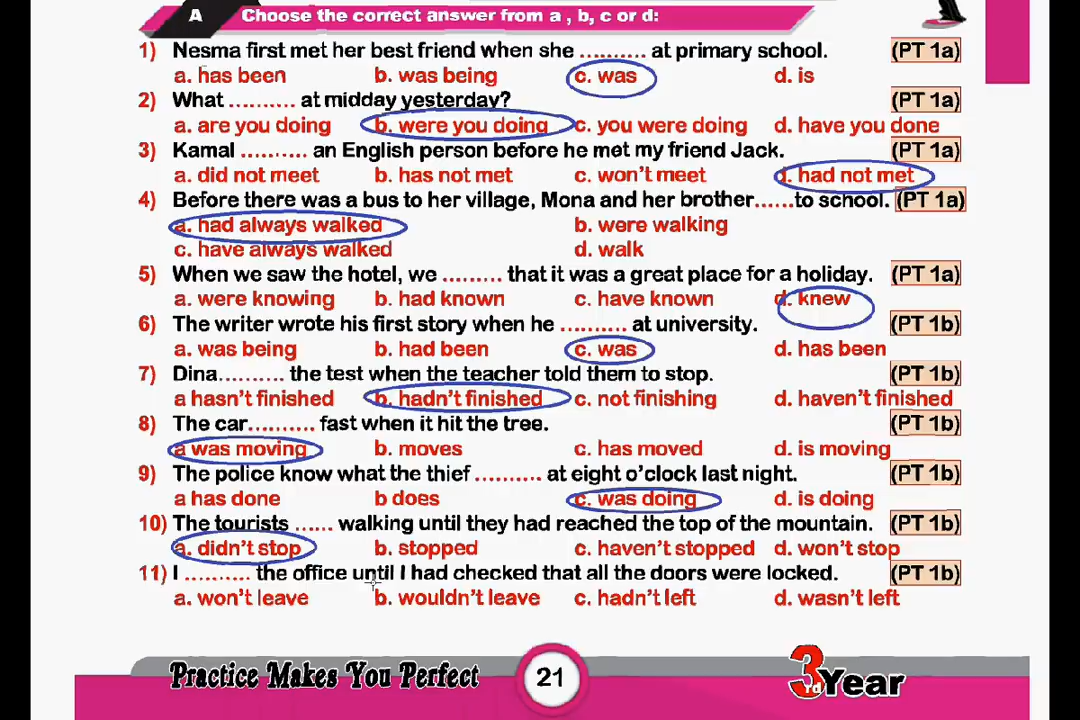 A Choose the correct answer from a , b, c or d:
1) Nesma first met her best friend when she .......... at primary school. (PT 1a)
a. has been b. was being c. was d. is
2) What .......... at midday yesterday? (PT 1a)
a. are you doing b. were you doing c. you were doing d. have you done
3) Kamal .......... an English person before he met my friend Jack. (PT 1a)
a. did not meet b. has not met c. won't meet d. had not met
4) Before there was a bus to her village, Mona and her brother......to school. (PT 1a)
a. had always walked b. were walking
c. have always walked d. walk
5) When we saw the hotel, we ......... that it was a great place for a holiday. (PT 1a)
a. were knowing b. had known c. have known d. knew
6) The writer wrote his first story when he .......... at university. (PT 1b)
a. was being b. had been c. was d. has been
7) Dina.......... the test when the teacher told them to stop. (PT 1b)
a hasn't finished b. hadn't finished c. not finishing d. haven't finished
8) The car.......... fast when it hit the tree. (PT 1b)
a was moving b. moves c. has moved d. is moving
9) The police know what the thief .......... at eight o'clock last night. (PT 1b)
a has done b does c. was doing d. is doing
10) The tourists ...... walking until they had reached the top of the mountain. (PT 1b)
a. didn't stop b. stopped c. haven't stopped d. won't stop
11) I .......... the office until I had checked that all the doors were locked. (PT 1b)
a. won't leave b. wouldn't leave c. hadn't left d. wasn't left
Practice Makes You Perfect 21 3rd Year